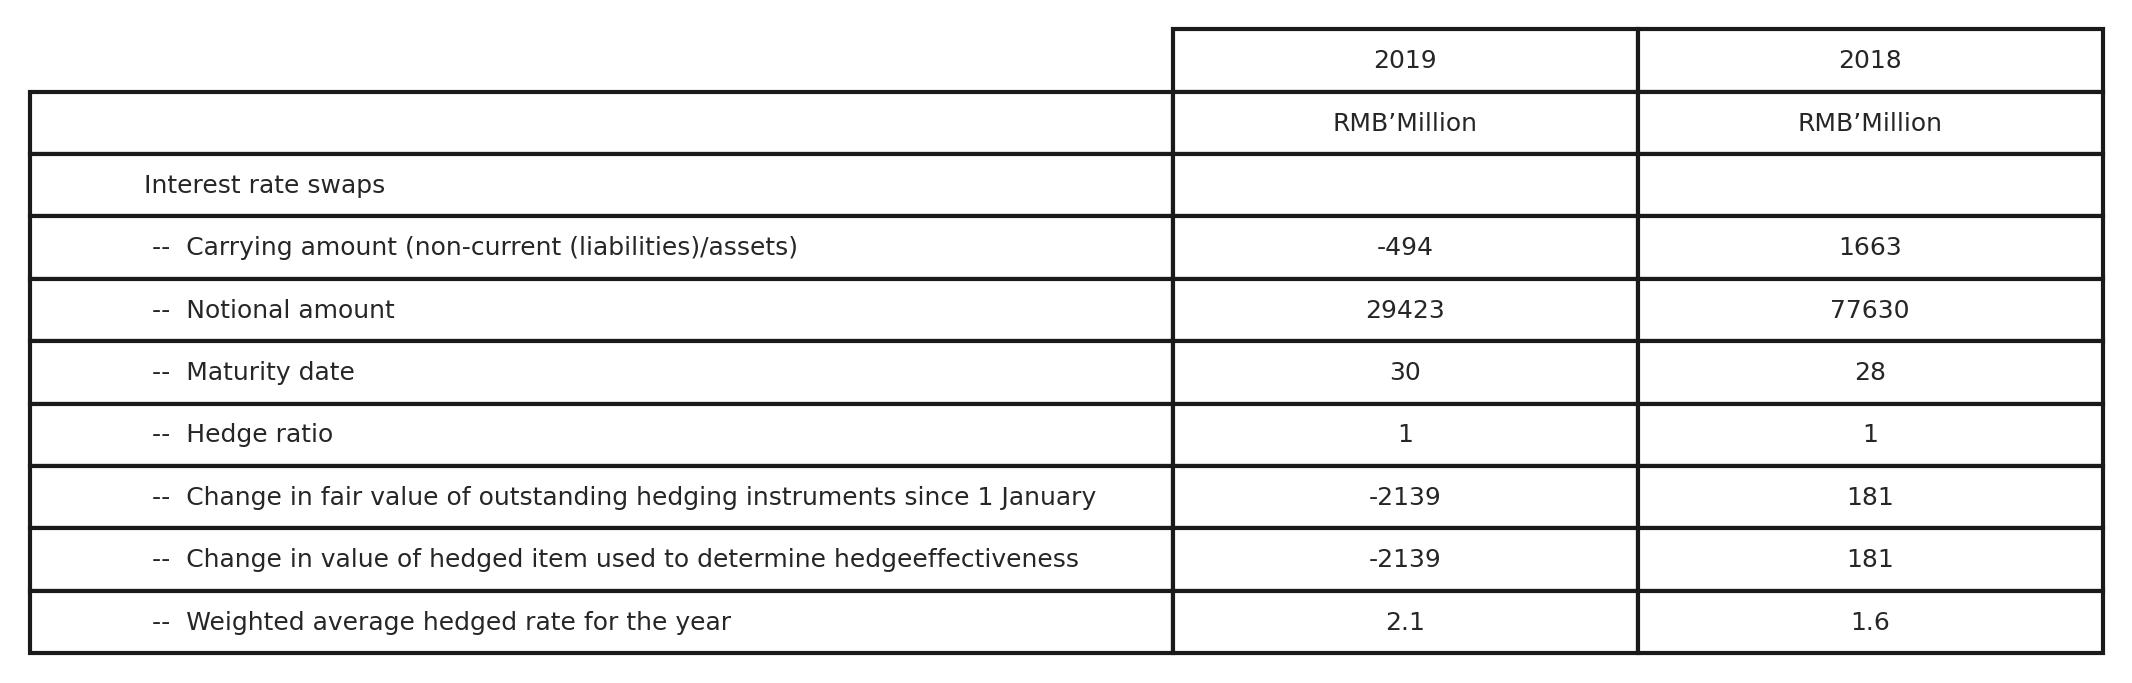 2019 2018
RMB’Million RMB’Million
Interest rate swaps
-- Carrying amount (non-current (liabilities)/assets) -494 1663
-- Notional amount 29423 77630
-- Maturity date 30 28
-- Hedge ratio 1 1
-- Change in fair value of outstanding hedging instruments since 1 January -2139 181
-- Change in value of hedged item used to determine hedgeeffectiveness -2139 181
-- Weighted average hedged rate for the year 2.1 1.6